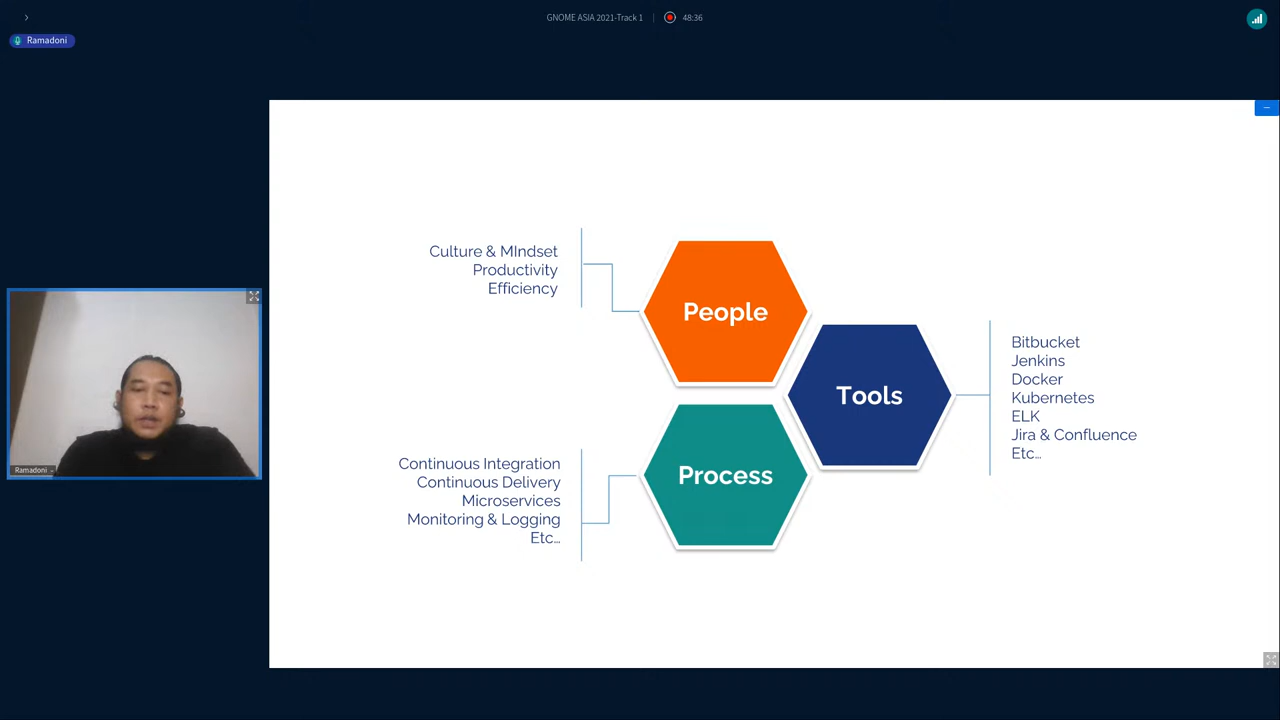 GNOME ASIA 2021-Track 1
48:36
Ramadoni
Culture & MIndset
Productivity
Efficiency
People
Tools
Bitbucket
Jenkins
Docker
Kubernetes
ELK
Jira & Confluence
Etc...
Process
Continuous Integration
Continuous Delivery
Microservices
Monitoring & Logging
Etc...
Ramadoni